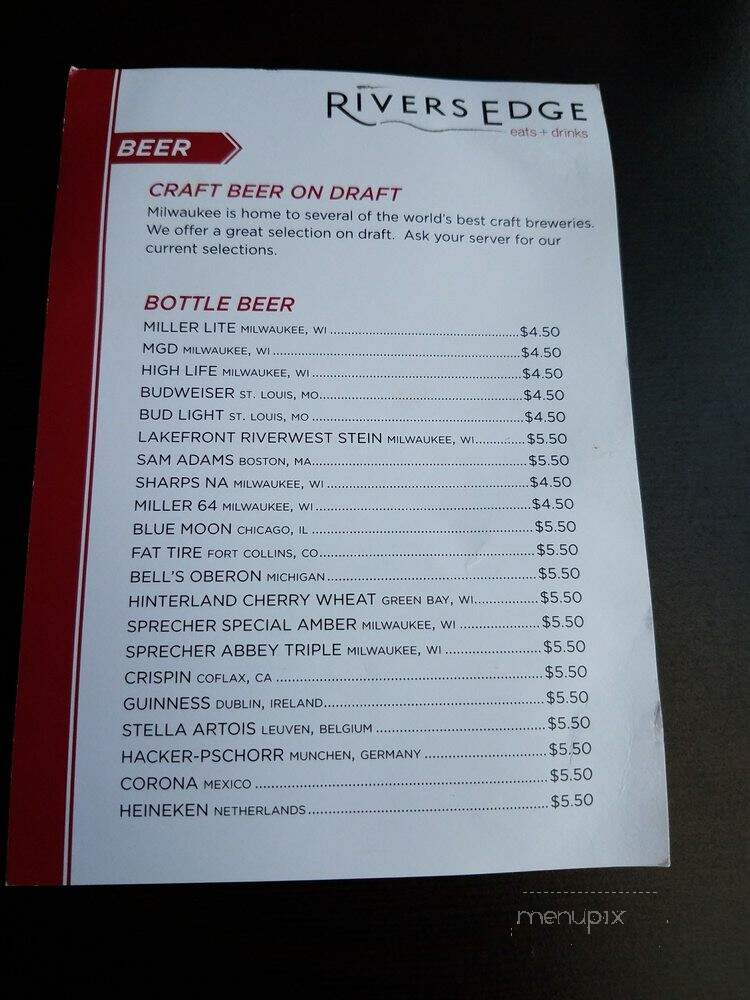 RIVERS EDGE
eats + drinks
BEER
CRAFT BEER ON DRAFT
Milwaukee is home to several of the world's best craft breweries.
We offer a great selection on draft. Ask your server for our
current selections.
BOTTLE BEER
MILLER LITE MILWAUKEE, WI ........ $4.50
MGD MILWAUKEE, WI ........ $4.50
HIGH LIFE MILWAUKEE, WI ........ $4.50
BUDWEISER ST. LOUIS, MO ........ $4.50
BUD LIGHT ST. LOUIS, MO ........ $4.50
LAKEFRONT RIVERWEST STEIN MILWAUKEE, WI ........ $5.50
SAM ADAMS BOSTON, MA ........ $5.50
SHARPS NA MILWAUKEE, WI ........ $4.50
MILLER 64 MILWAUKEE, WI ........ $4.50
BLUE MOON CHICAGO, IL ........ $5.50
FAT TIRE FORT COLLINS, CO ........ $5.50
BELL'S OBERON MICHIGAN ........ $5.50
HINTERLAND CHERRY WHEAT GREEN BAY, WI ........ $5.50
SPRECHER SPECIAL AMBER MILWAUKEE, WI ........ $5.50
SPRECHER ABBEY TRIPLE MILWAUKEE, WI ........ $5.50
CRISPIN COFLAX, CA ........ $5.50
GUINNESS DUBLIN, IRELAND ........ $5.50
STELLA ARTOIS LEUVEN, BELGIUM ........ $5.50
HACKER-PSCHORR MUNCHEN, GERMANY ........ $5.50
CORONA MEXICO ........ $5.50
HEINEKEN NETHERLANDS ........ $5.50
menupix